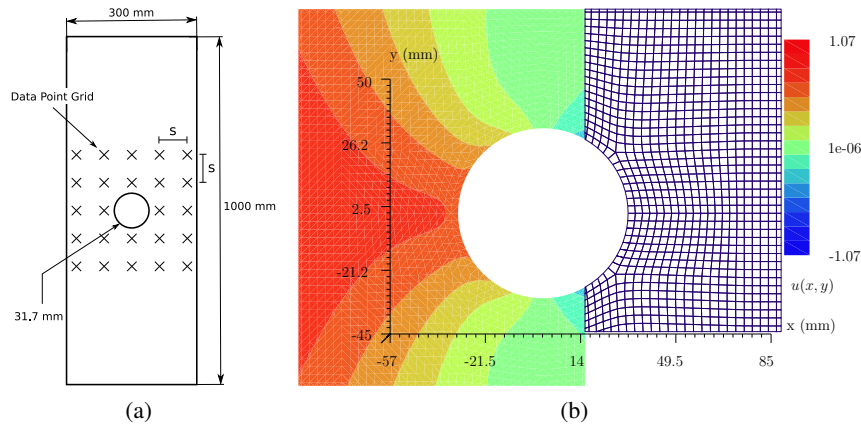 300 mm
Data Point Grid
S
S
1000 mm
31.7 mm
(a)
y (mm)
50
26.2
2.5
-21.2
-45
-57
-21.5
14
49.5
85
x (mm)
1.07
1e-06
-1.07
u(x, y)
(b)